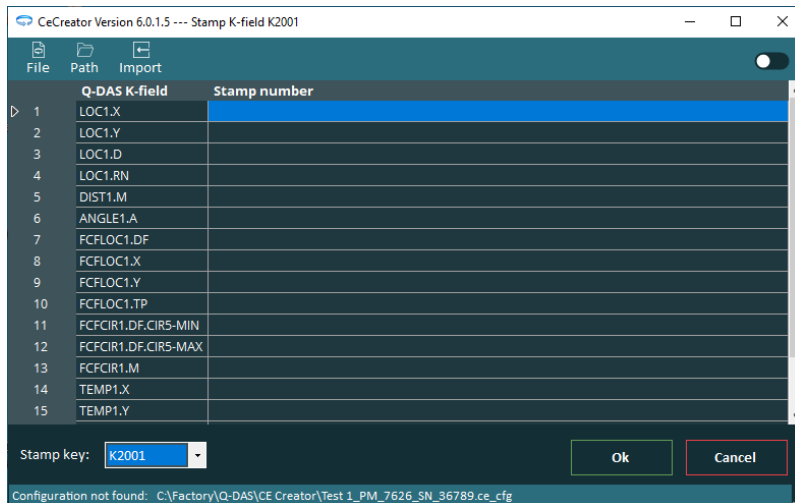 CeCreator Version 6.0.1.5 --- Stamp K-field K2001
File Path Import
Q-DAS K-field Stamp number
1 LOC1.X
2 LOC1.Y
3 LOC1.D
4 LOC1.RN
5 DIST1.M
6 ANGLE1.A
7 FCFLOC1.DF
8 FCFLOC1.X
9 FCFLOC1.Y
10 FCFLOC1.TP
11 FCFCIR1.DF.CIR5-MIN
12 FCFCIR1.DF.CIR5-MAX
13 FCFCIR1.M
14 TEMP1.X
15 TEMP1.Y
Stamp key: K2001 Ok Cancel
Configuration not found: C:\Factory\Q-DAS\CE Creator\Test 1_PM_7626_SN_36789.ce_cfg